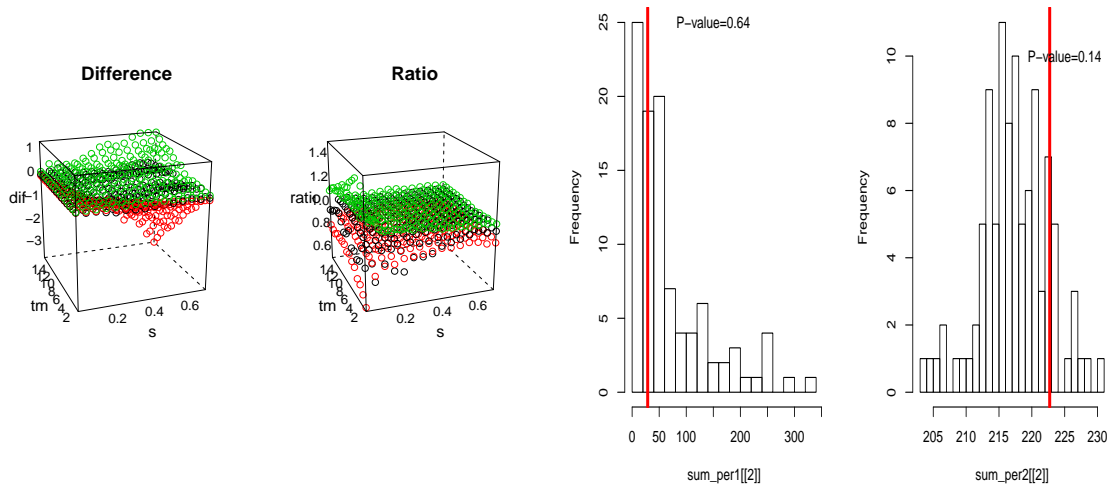 Difference
1
0
dif
−1
−2
−3
14
12
10
8
6
4
2
tm
0.2
0.4
0.6
s
Ratio
1.4
1.2
1.0
ratio
0.8
0.6
14
12
10
8
6
4
2
tm
0.2
0.4
0.6
s
P−value=0.64
Frequency
25
20
15
10
5
0
0 50 100 200 300
sum_per1[[2]]
P−value=0.14
Frequency
10
8
6
4
2
0
205 210 215 220 225 230
sum_per2[[2]]